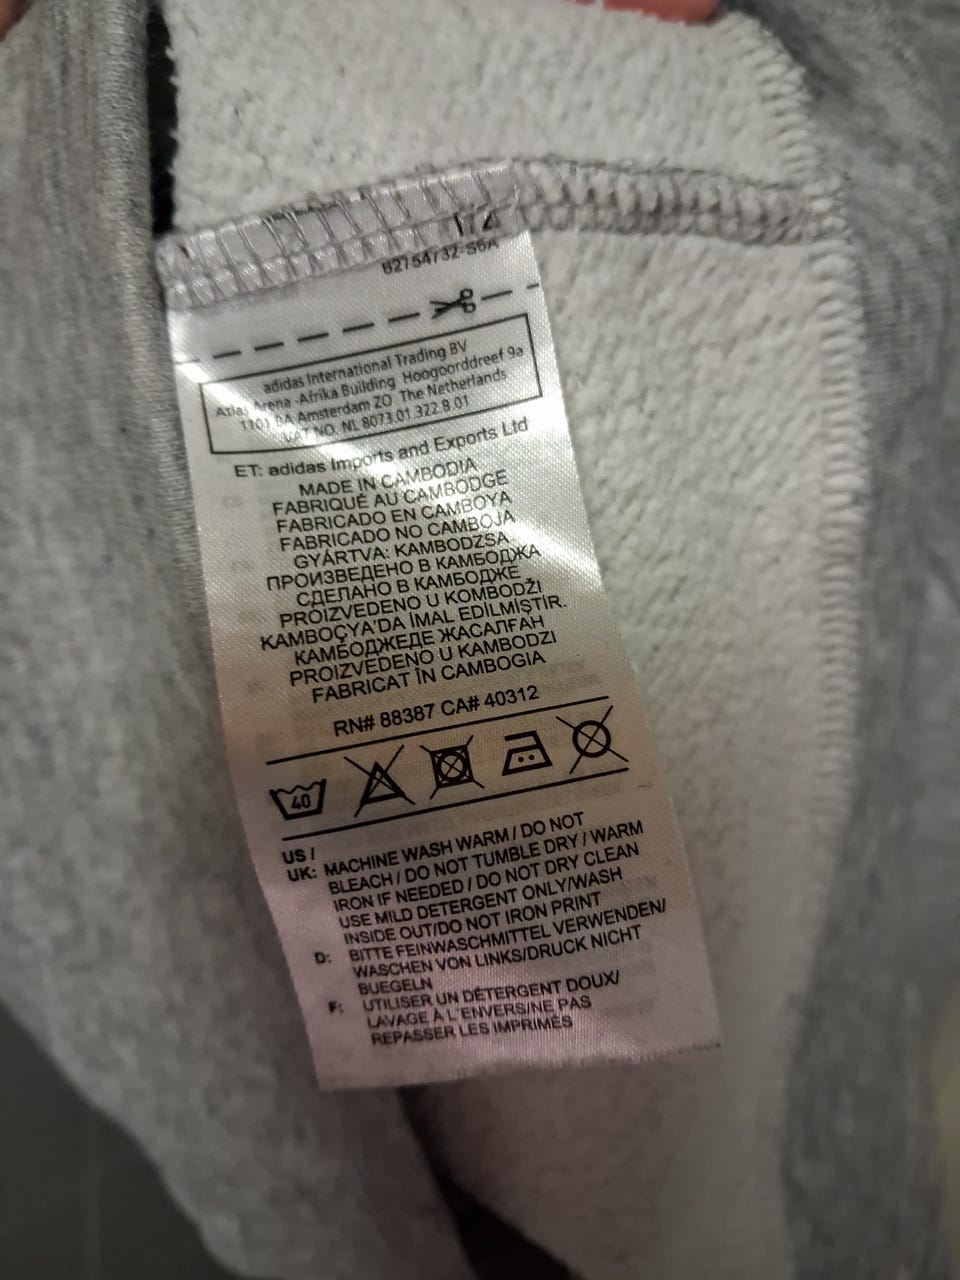 62754732-S6A
adidas International Trading BV
Atlas Arena -Afrika Building Hoogoorddreef 9a
1101 BA Amsterdam ZO The Netherlands
VAT NO. NL 8073.01.322.B.01
ET: adidas Imports and Exports Ltd
MADE IN CAMBODIA
FABRIQUÉ AU CAMBODGE
FABRICADO EN CAMBOYA
FABRICADO NO CAMBOJA
GYÁRTVA: KAMBODZSA
ПРОИЗВЕДЕНО В КАМБОДЖА
СДЕЛАНО В КАМБОДЖЕ
PROIZVEDENO U KOMBODŽI
KAMBOÇYA'DA İMAL EDİLMİŞTİR.
КАМБОДЖЕДЕ ЖАСАЛҒАН
PROIZVEDENO U KAMBODZI
FABRICAT ÎN CAMBOGIA
RN# 88387 CA# 40312
40
US /
UK: MACHINE WASH WARM / DO NOT
BLEACH / DO NOT TUMBLE DRY / WARM
IRON IF NEEDED / DO NOT DRY CLEAN
USE MILD DETERGENT ONLY/WASH
INSIDE OUT/DO NOT IRON PRINT
D: BITTE FEINWASCHMITTEL VERWENDEN/
WASCHEN VON LINKS/DRUCK NICHT
BUEGELN
F: UTILISER UN DÉTERGENT DOUX/
LAVAGE À L'ENVERS/NE PAS
REPASSER LES IMPRIMÉS